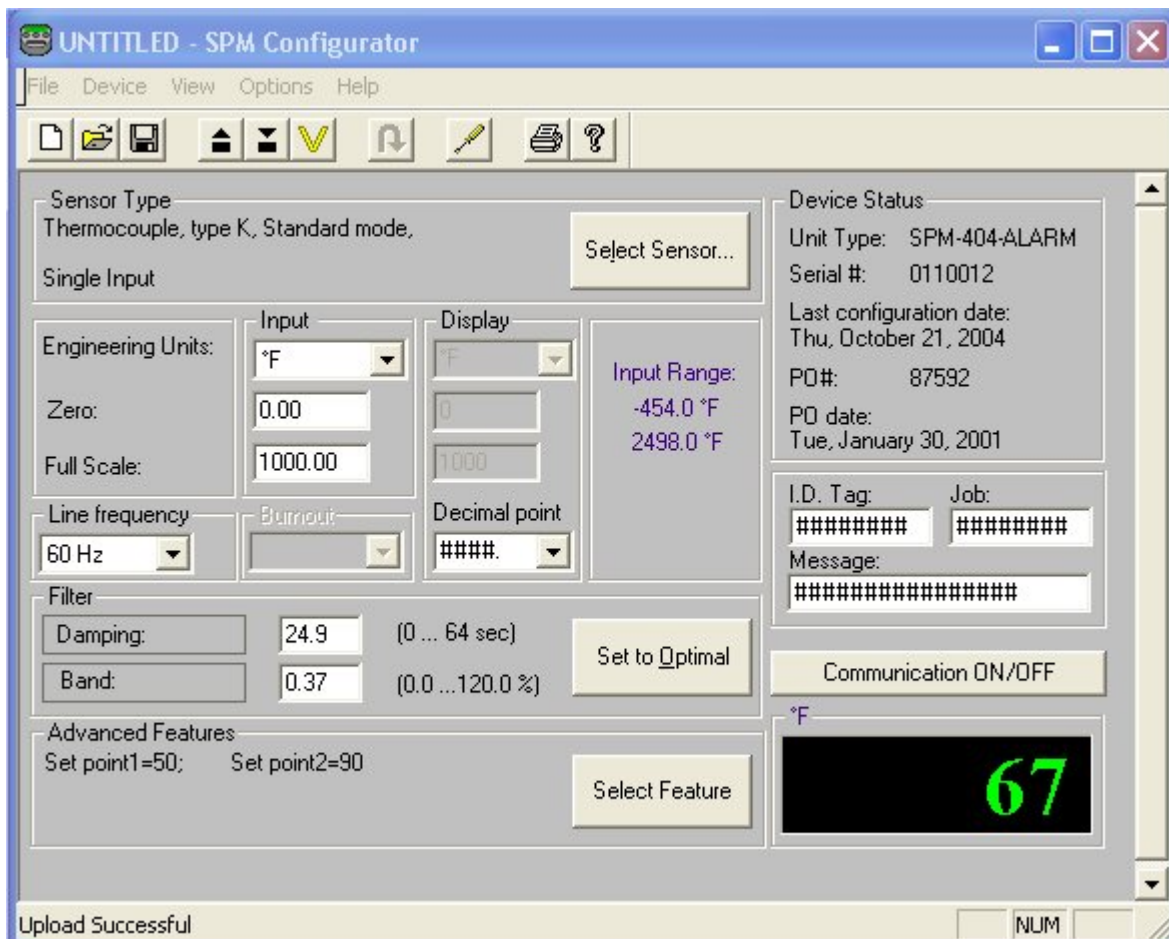 UNTITLED - SPM Configurator
File Device View Options Help
Sensor Type
Thermocouple, type K, Standard mode,
Single Input
Select Sensor...
Device Status
Unit Type: SPM-404-ALARM
Serial #: 0110012
Last configuration date:
Thu, October 21, 2004
PO#: 87592
PO date:
Tue, January 30, 2001
Input
Display
Engineering Units: °F °F
Zero: 0.00 0
Full Scale: 1000.00 1000
Input Range:
-454.0 °F
2498.0 °F
Line frequency
60 Hz
Burnout
Decimal point
####.
I.D. Tag: Job:
######## ########
Message:
################
Filter
Damping: 24.9 (0 ... 64 sec)
Band: 0.37 (0.0 ...120.0 %)
Set to Optimal
Communication ON/OFF
Advanced Features
Set point1=50; Set point2=90
Select Feature
°F
67
Upload Successful
NUM